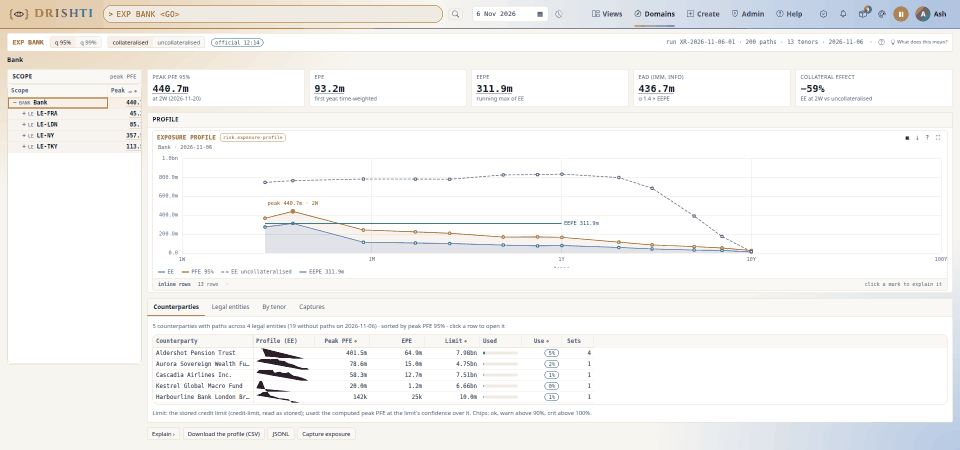 { } DRISHTI
> EXP BANK <GO>
6 Nov 2026
Views
Domains
Create
Admin
Help
A
Ash
EXP BANK
q 95%
q 99%
collateralised
uncollateralised
official 12:14
run XR-2026-11-06-01 · 200 paths · 13 tenors · 2026-11-06
What does this mean?
Bank
SCOPE
peak PFE
Scope
Peak
− BANK Bank
440.
+ LE LE-FRA
45.
+ LE LE-LDN
85.
+ LE LE-NY
357.
+ LE LE-TKY
113.
PEAK PFE 95%
440.7m
at 2W (2026-11-20)
EPE
93.2m
first year time-weighted
EEPE
311.9m
running max of EE
EAD (IMM, INFO)
436.7m
α 1.4 × EEPE
COLLATERAL EFFECT
−59%
EE at 2W vs uncollateralised
PROFILE
EXPOSURE PROFILE
risk.exposure-profile
Bank · 2026-11-06
1.0bn
800.0m
600.0m
400.0m
200.0m
0.0
peak 440.7m · 2W
EEPE 311.9m
1W
1M
1Y
10Y
100Y
EE
PFE 95%
EE uncollateralised
EEPE 311.9m
inline rows · 13 rows
click a mark to explain it
Counterparties
Legal entities
By tenor
Captures
5 counterparties with paths across 4 legal entities (19 without paths on 2026-11-06) · sorted by peak PFE 95% · click a row to open it
Counterparty
Profile (EE)
Peak PFE
EPE
Limit
Used
Use
Sets
Aldershot Pension Trust
401.5m
64.9m
7.98bn
5%
4
Aurora Sovereign Wealth Fu…
78.6m
15.0m
4.75bn
2%
1
Cascadia Airlines Inc.
58.3m
12.7m
7.51bn
1%
1
Kestrel Global Macro Fund
20.0m
1.2m
6.66bn
0%
1
Harbourline Bank London Br…
142k
25k
10.0m
1%
1
Limit: the stored credit limit (credit-limit, read as stored); used: the computed peak PFE at the limit's confidence over it. Chips: ok, warn above 90%, crit above 100%.
Explain ›
Download the profile (CSV)
JSONL
Capture exposure